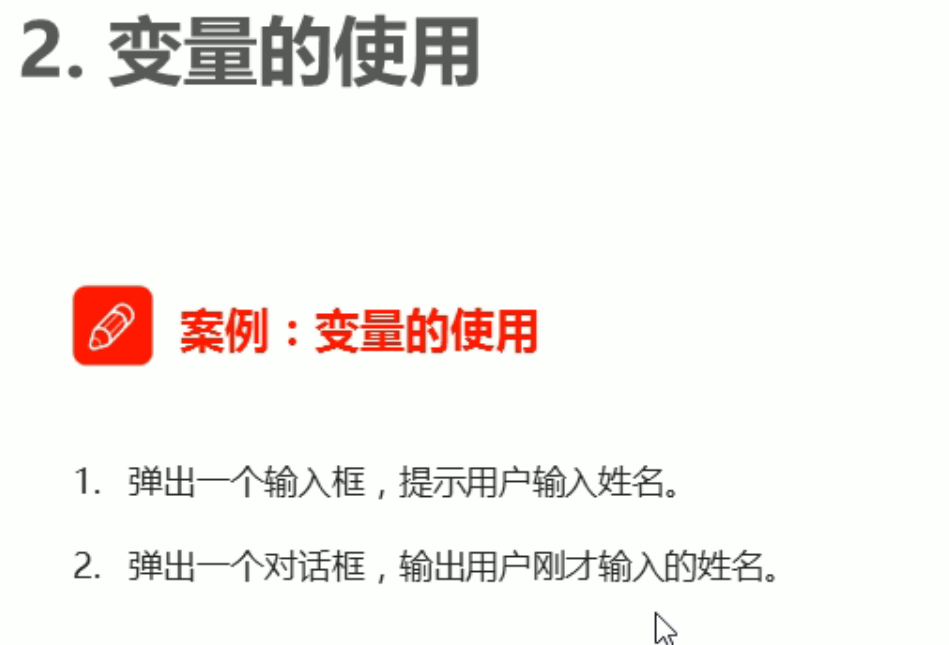 2. 变量的使用
案例：变量的使用
1. 弹出一个输入框，提示用户输入姓名。
2. 弹出一个对话框，输出用户刚才输入的姓名。